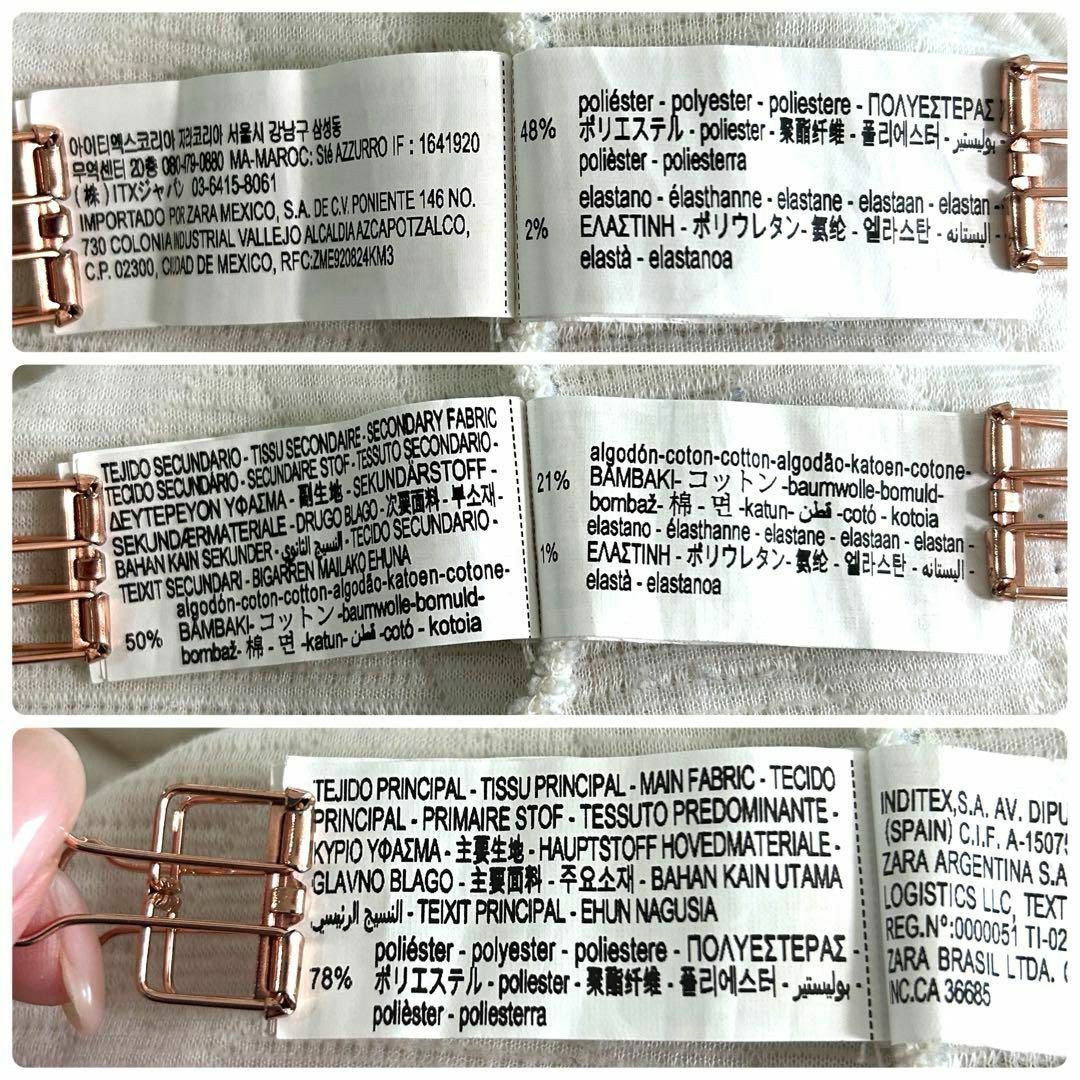 아이티엑스코리아 자라코리아 서울시 강남구 삼성동
무역센터 20층 080-479-0880 MA-MAROC: Sté AZZURRO IF : 1641920
(株) ITXジャパン 03-6415-8061
IMPORTADO POR ZARA MEXICO, S.A. DE C.V. PONIENTE 146 NO.
730 COLONIA INDUSTRIAL VALLEJO ALCALDIA AZCAPOTZALCO,
C.P. 02300, CIUDAD DE MEXICO, RFC:ZME920824KM3
poliéster - polyester - poliestere - ΠΟΛΥΕΣΤΕΡΑΣ
48% ポリエステル - poliester - 聚酯纤维 - 폴리에스터 - بوليستير -
polièster - poliesterra
elastano - élasthanne - elastane - elastaan - elastan -
2% ΕΛΑΣΤΙΝΗ - ポリウレタン- 氨纶 - 엘라스탄 - اليستانه -
elastà - elastanoa
TEJIDO SECUNDARIO - TISSU SECONDAIRE - SECONDARY FABRIC
TECIDO SECUNDÁRIO - SECUNDAIRE STOF - TESSUTO SECONDARIO -
ΔΕΥΤΕΡΕΥΟΝ ΥΦΑΣΜΑ - 副生地 - SEKUNDÄRSTOFF -
SEKUNDÆRMATERIALE - DRUGO BLAGO - 次要面料 - 부소재 -
BAHAN KAIN SEKUNDER - النسيج الثانوي - TECIDO SECUNDARIO -
TEIXIT SECUNDARI - BIGARREN MAILAKO EHUNA
algodón-coton-cotton-algodão-katoen-cotone-
50% BAMBAKI- コットン -baumwolle-bomuld-
bombaž- 棉 - 면 -katun- قطن -cotó - kotoia
algodón-coton-cotton-algodão-katoen-cotone-
21% BAMBAKI- コットン -baumwolle-bomuld-
bombaž- 棉 - 면 -katun- قطن -cotó - kotoia
elastano - élasthanne - elastane - elastaan - elastan -
1% ΕΛΑΣΤΙΝΗ - ポリウレタン- 氨纶 - 엘라스탄 - اليستانه -
elastà - elastanoa
TEJIDO PRINCIPAL - TISSU PRINCIPAL - MAIN FABRIC - TECIDO
PRINCIPAL - PRIMAIRE STOF - TESSUTO PREDOMINANTE -
ΚΥΡΙΟ ΥΦΑΣΜΑ - 主要生地 - HAUPTSTOFF HOVEDMATERIALE -
GLAVNO BLAGO - 主要面料 - 주요소재 - BAHAN KAIN UTAMA
النسيج الرئيسي - TEIXIT PRINCIPAL - EHUN NAGUSIA
poliéster - polyester - poliestere - ΠΟΛΥΕΣΤΕΡΑΣ -
78% ポリエステル - poliester - 聚酯纤维 - 폴리에스터 - بوليستير -
polièster - poliesterra
INDITEX,S.A. AV. DIPU
(SPAIN) C.I.F. A-1507
ZARA ARGENTINA S.A
LOGISTICS LLC, TEXT
REG.Nº:0000051 TI-02
ZARA BRASIL LTDA.
INC.CA 36685